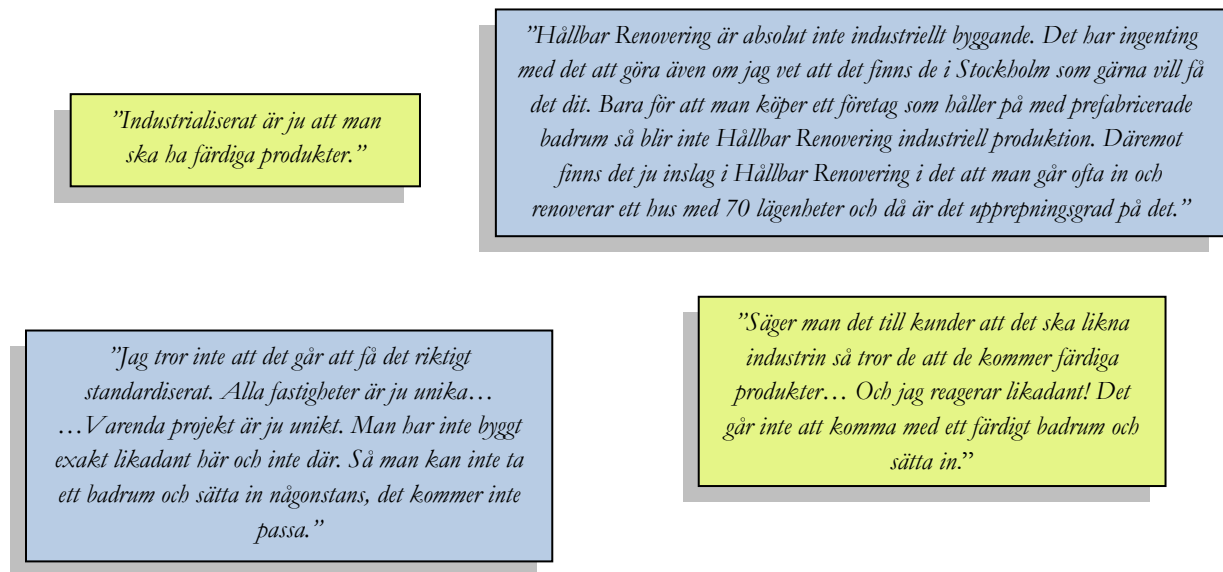 ”Industrialiserat är ju att man
ska ha färdiga produkter.”
”Hållbar Renovering är absolut inte industriellt byggande. Det har ingenting
med det att göra även om jag vet att det finns de i Stockholm som gärna vill få
det dit. Bara för att man köper ett företag som håller på med prefabricerade
badrum så blir inte Hållbar Renovering industriell produktion. Däremot
finns det ju inslag i Hållbar Renovering i det att man går ofta in och
renoverar ett hus med 70 lägenheter och då är det upprepningsgrad på det.”
”Jag tror inte att det går att få det riktigt
standardiserat. Alla fastigheter är ju unika…
…Varenda projekt är ju unikt. Man har inte byggt
exakt likadant här och inte där. Så man kan inte ta
ett badrum och sätta in någonstans, det kommer inte
passa.”
”Säger man det till kunder att det ska likna
industrin så tror de att de kommer färdiga
produkter… Och jag reagerar likadant! Det
går inte att komma med ett färdigt badrum och
sätta in.”